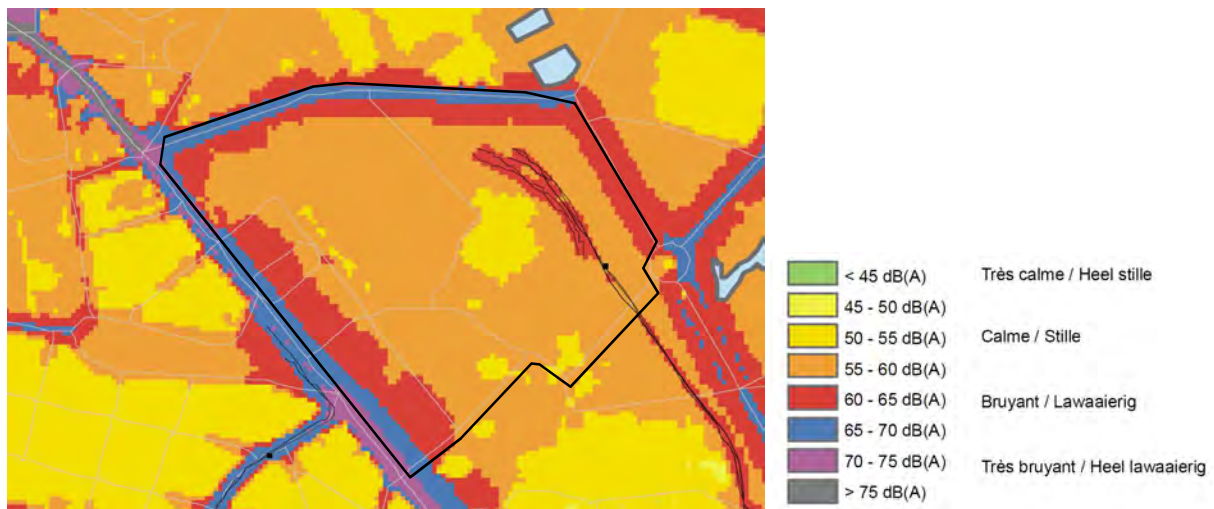 < 45 dB(A) Très calme / Heel stille
45 - 50 dB(A)
50 - 55 dB(A) Calme / Stille
55 - 60 dB(A)
60 - 65 dB(A) Bruyant / Lawaaierig
65 - 70 dB(A)
70 - 75 dB(A) Très bruyant / Heel lawaaierig
> 75 dB(A)